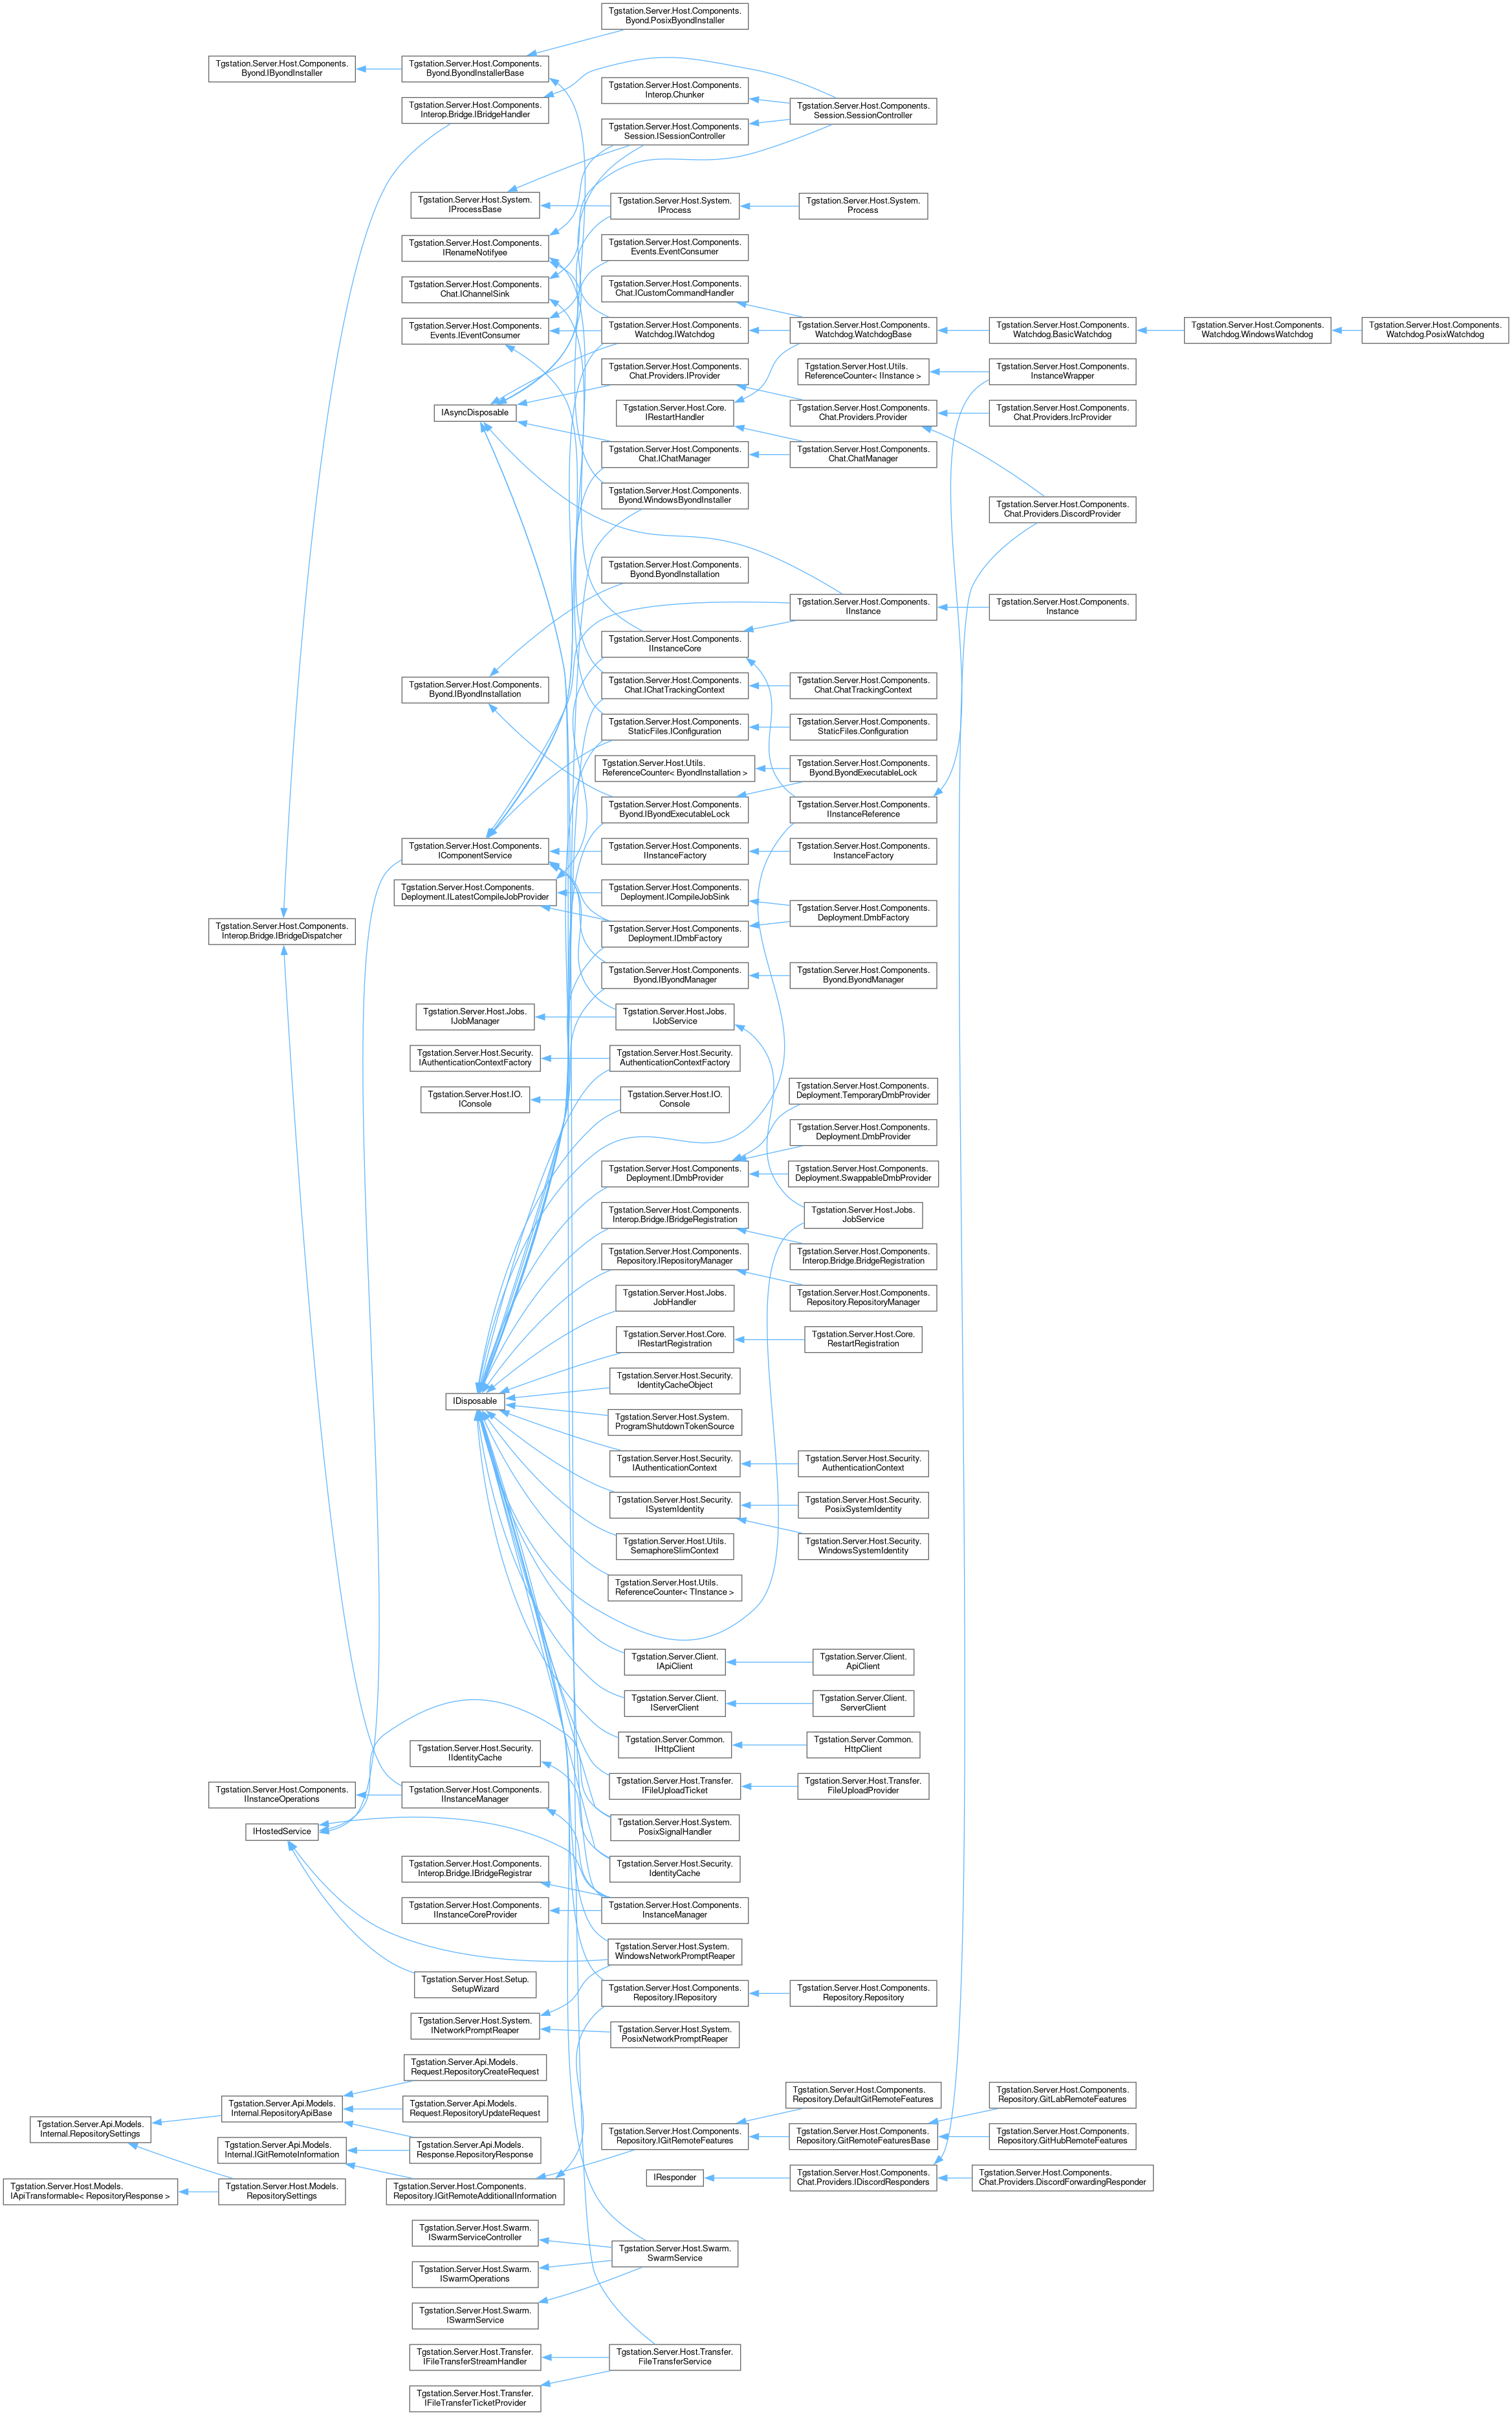 Tgstation.Server.Host.Components.
Byond.PosixByondInstaller
Tgstation.Server.Host.Components.
Byond.IByondInstaller
Tgstation.Server.Host.Components.
Byond.ByondInstallerBase
Tgstation.Server.Host.Components.
Interop.Chunker
Tgstation.Server.Host.Components.
Interop.Bridge.IBridgeHandler
Tgstation.Server.Host.Components.
Session.SessionController
Tgstation.Server.Host.Components.
Session.ISessionController
Tgstation.Server.Host.System.
IProcessBase
Tgstation.Server.Host.System.
IProcess
Tgstation.Server.Host.System.
Process
Tgstation.Server.Host.Components.
IRenameNotifyee
Tgstation.Server.Host.Components.
Events.EventConsumer
Tgstation.Server.Host.Components.
Chat.IChannelSink
Tgstation.Server.Host.Components.
Chat.ICustomCommandHandler
Tgstation.Server.Host.Components.
Events.IEventConsumer
Tgstation.Server.Host.Components.
Watchdog.IWatchdog
Tgstation.Server.Host.Components.
Watchdog.WatchdogBase
Tgstation.Server.Host.Components.
Watchdog.BasicWatchdog
Tgstation.Server.Host.Components.
Watchdog.WindowsWatchdog
Tgstation.Server.Host.Components.
Watchdog.PosixWatchdog
Tgstation.Server.Host.Components.
Chat.Providers.IProvider
Tgstation.Server.Host.Utils.
ReferenceCounter< IInstance >
Tgstation.Server.Host.Components.
InstanceWrapper
IAsyncDisposable
Tgstation.Server.Host.Core.
IRestartHandler
Tgstation.Server.Host.Components.
Chat.Providers.Provider
Tgstation.Server.Host.Components.
Chat.Providers.IrcProvider
Tgstation.Server.Host.Components.
Chat.IChatManager
Tgstation.Server.Host.Components.
Chat.ChatManager
Tgstation.Server.Host.Components.
Byond.WindowsByondInstaller
Tgstation.Server.Host.Components.
Chat.Providers.DiscordProvider
Tgstation.Server.Host.Components.
Byond.ByondInstallation
Tgstation.Server.Host.Components.
IInstance
Tgstation.Server.Host.Components.
Instance
Tgstation.Server.Host.Components.
IInstanceCore
Tgstation.Server.Host.Components.
Byond.IByondInstallation
Tgstation.Server.Host.Components.
Chat.IChatTrackingContext
Tgstation.Server.Host.Components.
Chat.ChatTrackingContext
Tgstation.Server.Host.Components.
StaticFiles.IConfiguration
Tgstation.Server.Host.Components.
StaticFiles.Configuration
Tgstation.Server.Host.Utils.
ReferenceCounter< ByondInstallation >
Tgstation.Server.Host.Components.
Byond.ByondExecutableLock
Tgstation.Server.Host.Components.
Byond.IByondExecutableLock
Tgstation.Server.Host.Components.
IInstanceReference
Tgstation.Server.Host.Components.
IComponentService
Tgstation.Server.Host.Components.
IInstanceFactory
Tgstation.Server.Host.Components.
InstanceFactory
Tgstation.Server.Host.Components.
Deployment.ILatestCompileJobProvider
Tgstation.Server.Host.Components.
Deployment.ICompileJobSink
Tgstation.Server.Host.Components.
Deployment.DmbFactory
Tgstation.Server.Host.Components.
Interop.Bridge.IBridgeDispatcher
Tgstation.Server.Host.Components.
Deployment.IDmbFactory
Tgstation.Server.Host.Components.
Byond.IByondManager
Tgstation.Server.Host.Components.
Byond.ByondManager
Tgstation.Server.Host.Jobs.
IJobManager
Tgstation.Server.Host.Jobs.
IJobService
Tgstation.Server.Host.Security.
IAuthenticationContextFactory
Tgstation.Server.Host.Security.
AuthenticationContextFactory
Tgstation.Server.Host.IO.
IConsole
Tgstation.Server.Host.IO.
Console
Tgstation.Server.Host.Components.
Deployment.TemporaryDmbProvider
Tgstation.Server.Host.Components.
Deployment.DmbProvider
Tgstation.Server.Host.Components.
Deployment.IDmbProvider
Tgstation.Server.Host.Components.
Deployment.SwappableDmbProvider
Tgstation.Server.Host.Components.
Interop.Bridge.IBridgeRegistration
Tgstation.Server.Host.Jobs.
JobService
Tgstation.Server.Host.Components.
Repository.IRepositoryManager
Tgstation.Server.Host.Components.
Interop.Bridge.BridgeRegistration
Tgstation.Server.Host.Jobs.
JobHandler
Tgstation.Server.Host.Components.
Repository.RepositoryManager
Tgstation.Server.Host.Core.
IRestartRegistration
Tgstation.Server.Host.Core.
RestartRegistration
IDisposable
Tgstation.Server.Host.Security.
IdentityCacheObject
Tgstation.Server.Host.System.
ProgramShutdownTokenSource
Tgstation.Server.Host.Security.
IAuthenticationContext
Tgstation.Server.Host.Security.
AuthenticationContext
Tgstation.Server.Host.Security.
ISystemIdentity
Tgstation.Server.Host.Security.
PosixSystemIdentity
Tgstation.Server.Host.Utils.
SemaphoreSlimContext
Tgstation.Server.Host.Security.
WindowsSystemIdentity
Tgstation.Server.Host.Utils.
ReferenceCounter< TInstance >
Tgstation.Server.Client.
IApiClient
Tgstation.Server.Client.
ApiClient
Tgstation.Server.Client.
IServerClient
Tgstation.Server.Client.
ServerClient
Tgstation.Server.Common.
IHttpClient
Tgstation.Server.Common.
HttpClient
Tgstation.Server.Host.Security.
IIdentityCache
Tgstation.Server.Host.Transfer.
IFileUploadTicket
Tgstation.Server.Host.Transfer.
FileUploadProvider
Tgstation.Server.Host.Components.
IInstanceOperations
Tgstation.Server.Host.Components.
IInstanceManager
Tgstation.Server.Host.System.
PosixSignalHandler
IHostedService
Tgstation.Server.Host.Components.
Interop.Bridge.IBridgeRegistrar
Tgstation.Server.Host.Security.
IdentityCache
Tgstation.Server.Host.Components.
IInstanceCoreProvider
Tgstation.Server.Host.Components.
InstanceManager
Tgstation.Server.Host.System.
WindowsNetworkPromptReaper
Tgstation.Server.Host.Setup.
SetupWizard
Tgstation.Server.Host.Components.
Repository.IRepository
Tgstation.Server.Host.Components.
Repository.Repository
Tgstation.Server.Host.System.
INetworkPromptReaper
Tgstation.Server.Host.System.
PosixNetworkPromptReaper
Tgstation.Server.Api.Models.
Request.RepositoryCreateRequest
Tgstation.Server.Host.Components.
Repository.DefaultGitRemoteFeatures
Tgstation.Server.Host.Components.
Repository.GitLabRemoteFeatures
Tgstation.Server.Api.Models.
Internal.RepositoryApiBase
Tgstation.Server.Api.Models.
Request.RepositoryUpdateRequest
Tgstation.Server.Api.Models.
Internal.RepositorySettings
Tgstation.Server.Host.Components.
Repository.IGitRemoteFeatures
Tgstation.Server.Host.Components.
Repository.GitRemoteFeaturesBase
Tgstation.Server.Host.Components.
Repository.GitHubRemoteFeatures
Tgstation.Server.Api.Models.
Internal.IGitRemoteInformation
Tgstation.Server.Api.Models.
Response.RepositoryResponse
Tgstation.Server.Host.Models.
IApiTransformable< RepositoryResponse >
Tgstation.Server.Host.Models.
RepositorySettings
Tgstation.Server.Host.Components.
Repository.IGitRemoteAdditionalInformation
IResponder
Tgstation.Server.Host.Components.
Chat.Providers.IDiscordResponders
Tgstation.Server.Host.Components.
Chat.Providers.DiscordForwardingResponder
Tgstation.Server.Host.Swarm.
ISwarmServiceController
Tgstation.Server.Host.Swarm.
SwarmService
Tgstation.Server.Host.Swarm.
ISwarmOperations
Tgstation.Server.Host.Swarm.
ISwarmService
Tgstation.Server.Host.Transfer.
IFileTransferStreamHandler
Tgstation.Server.Host.Transfer.
FileTransferService
Tgstation.Server.Host.Transfer.
IFileTransferTicketProvider